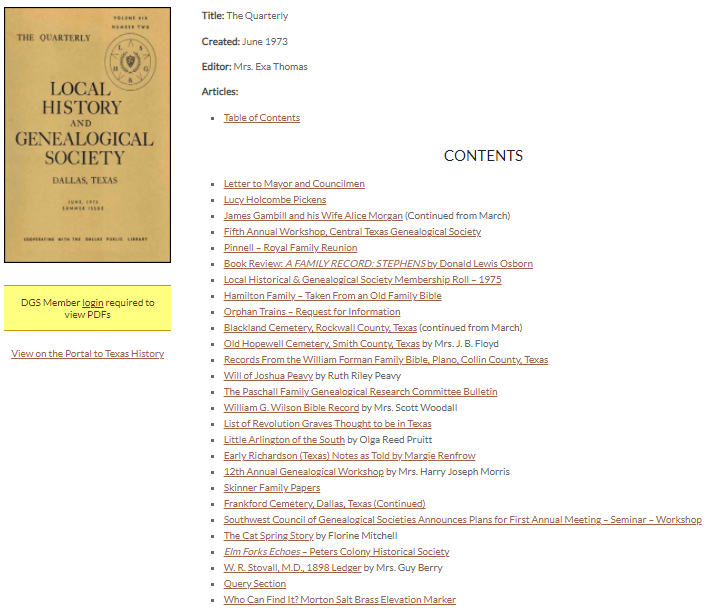 VOLUME XIX
NUMBER TWO
THE QUARTERLY
L S
H G
LOCAL
HISTORY
AND
GENEALOGICAL
SOCIETY
DALLAS, TEXAS
JUNE, 1973
SUMMER ISSUE
COOPERATING WITH THE DALLAS PUBLIC LIBRARY
DGS Member login required to
view PDFs
View on the Portal to Texas History
Title: The Quarterly
Created: June 1973
Editor: Mrs. Exa Thomas
Articles:
Table of Contents
CONTENTS
Letter to Mayor and Councilmen
Lucy Holcombe Pickens
James Gambill and his Wife Alice Morgan (Continued from March)
Fifth Annual Workshop, Central Texas Genealogical Society
Pinnell – Royal Family Reunion
Book Review: A FAMILY RECORD: STEPHENS by Donald Lewis Osborn
Local Historical & Genealogical Society Membership Roll – 1975
Hamilton Family – Taken From an Old Family Bible
Orphan Trains – Request for Information
Blackland Cemetery, Rockwall County, Texas (continued from March)
Old Hopewell Cemetery, Smith County, Texas by Mrs. J. B. Floyd
Records From the William Forman Family Bible, Plano, Collin County, Texas
Will of Joshua Peavy by Ruth Riley Peavy
The Paschall Family Genealogical Research Committee Bulletin
William G. Wilson Bible Record by Mrs. Scott Woodall
List of Revolution Graves Thought to be in Texas
Little Arlington of the South by Olga Reed Pruitt
Early Richardson (Texas) Notes as Told by Margie Renfrow
12th Annual Genealogical Workshop by Mrs. Harry Joseph Morris
Skinner Family Papers
Frankford Cemetery, Dallas, Texas (Continued)
Southwest Council of Genealogical Societies Announces Plans for First Annual Meeting – Seminar – Workshop
The Cat Spring Story by Florine Mitchell
Elm Forks Echoes – Peters Colony Historical Society
W. R. Stovall, M.D., 1898 Ledger by Mrs. Guy Berry
Query Section
Who Can Find It? Morton Salt Brass Elevation Marker